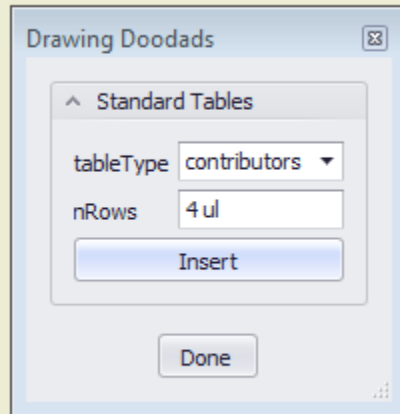 Drawing Doodads
Standard Tables
tableType contributors
nRows 4 ul
Insert
Done